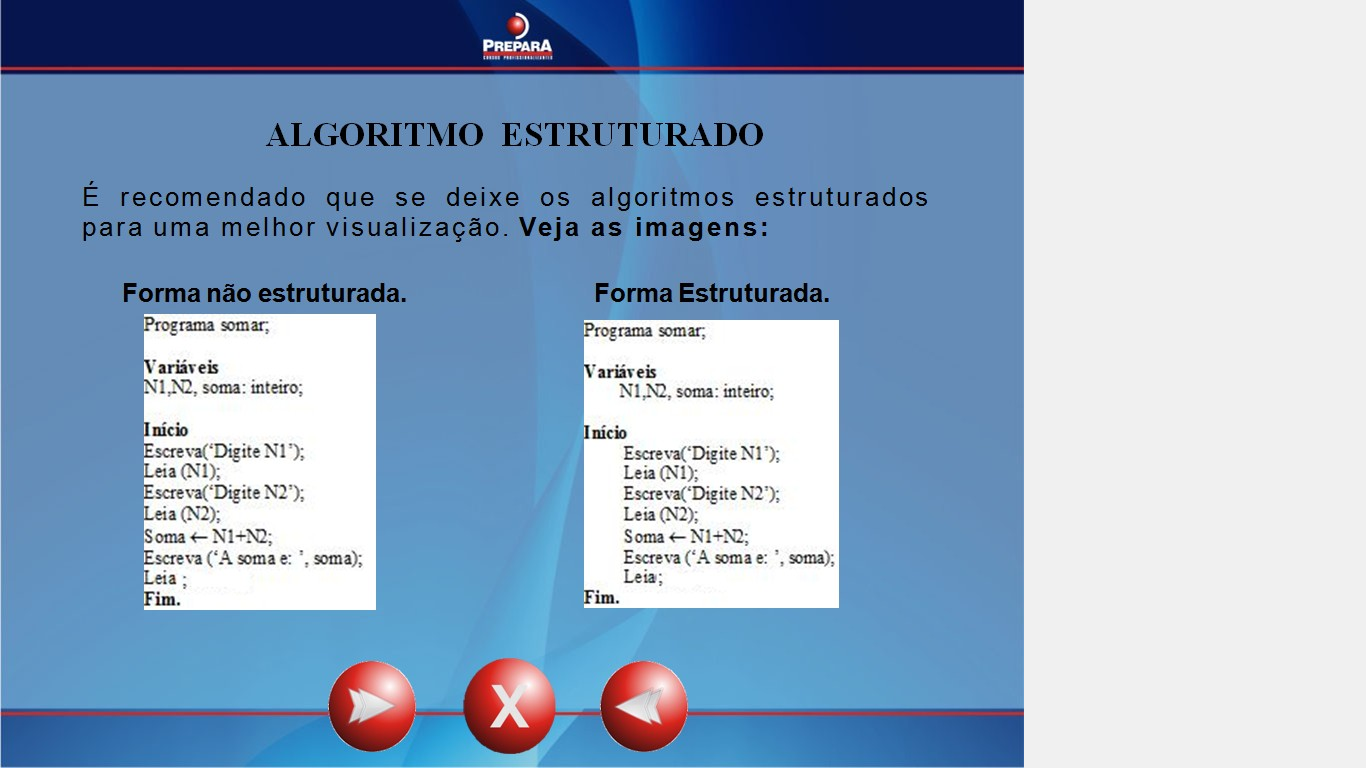 PREPARA
CURSOS PROFISSIONALIZANTES
ALGORITMO ESTRUTURADO
É recomendado que se deixe os algoritmos estruturados
para uma melhor visualização. Veja as imagens:
Forma não estruturada.
Programa somar;
Variáveis
N1,N2, soma: inteiro;
Início
Escreva(‘Digite N1’);
Leia (N1);
Escreva(‘Digite N2’);
Leia (N2);
Soma ← N1+N2;
Escreva (‘A soma e: ’, soma);
Leia ;
Fim.
Forma Estruturada.
Programa somar;
Variáveis
N1,N2, soma: inteiro;
Início
Escreva(‘Digite N1’);
Leia (N1);
Escreva(‘Digite N2’);
Leia (N2);
Soma ← N1+N2;
Escreva (‘A soma e: ’, soma);
Leia;
Fim.
X